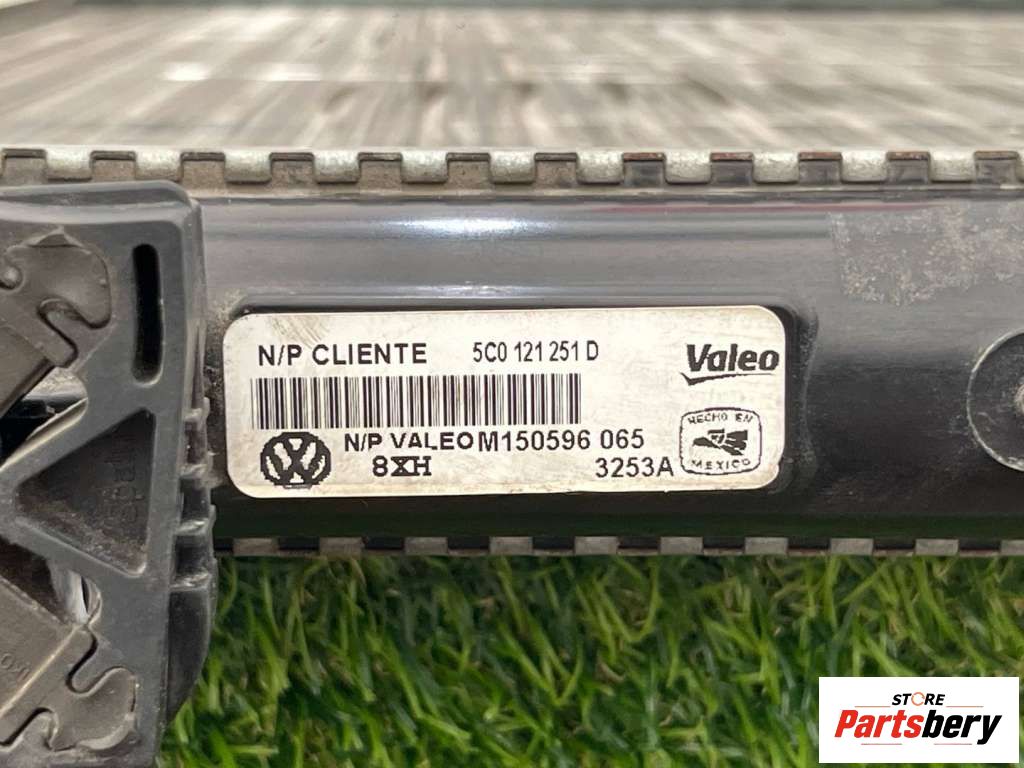 N/P CLIENTE 5C0 121 251 D
Valeo
N/P VALEO M150596 065
8XH 3253A
HECHO EN
MEXICO
STORE
Partsbery